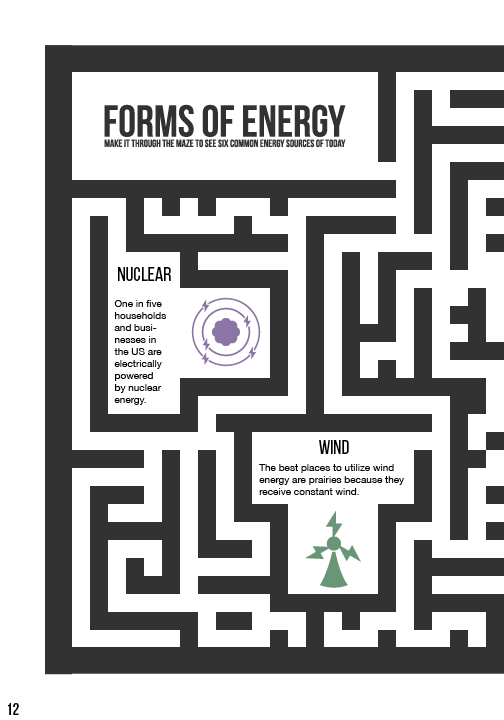 FORMS OF ENERGY
MAKE IT THROUGH THE MAZE TO SEE SIX COMMON ENERGY SOURCES OF TODAY
NUCLEAR
One in five
households
and busi-
nesses in
the US are
electrically
powered
by nuclear
energy.
WIND
The best places to utilize wind
energy are prairies because they
receive constant wind.
12